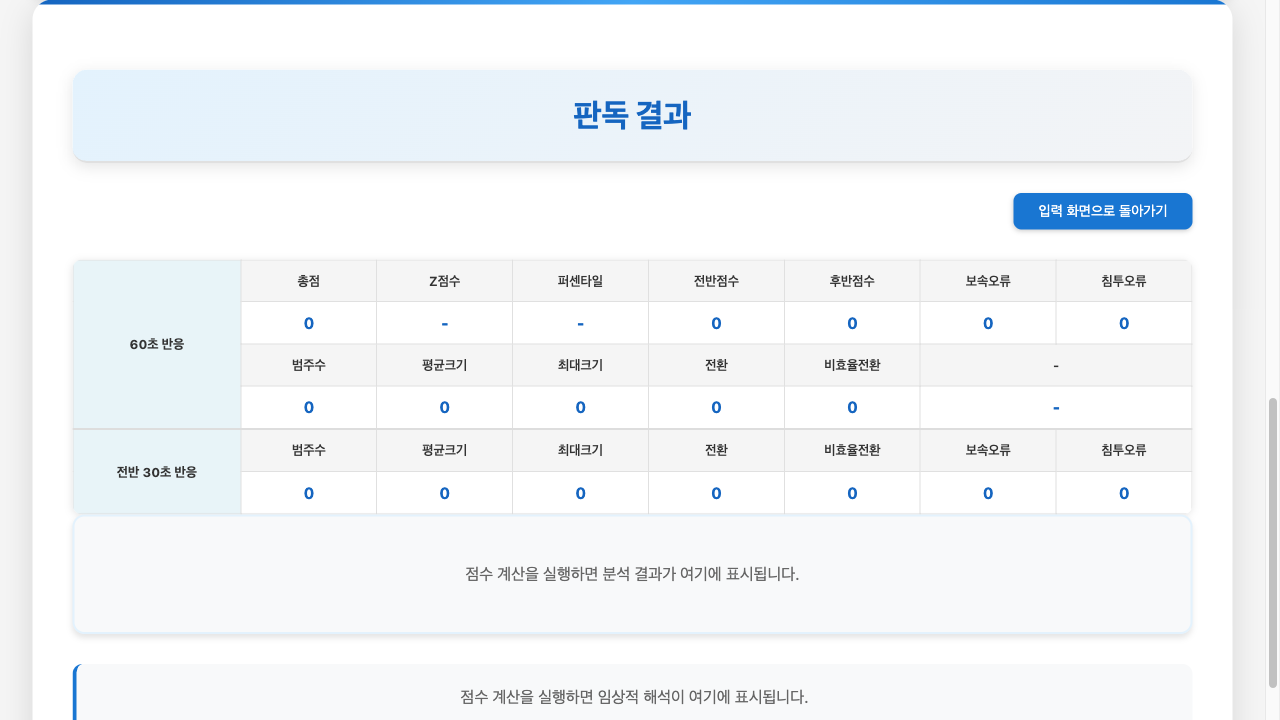 판독 결과
입력 화면으로 돌아가기
60초 반응
총점 Z점수 퍼센타일 전반점수 후반점수 보속오류 침투오류
0 - - 0 0 0 0
범주수 평균크기 최대크기 전환 비효율전환 -
0 0 0 0 0 -
전반 30초 반응
범주수 평균크기 최대크기 전환 비효율전환 보속오류 침투오류
0 0 0 0 0 0 0
점수 계산을 실행하면 분석 결과가 여기에 표시됩니다.
점수 계산을 실행하면 임상적 해석이 여기에 표시됩니다.